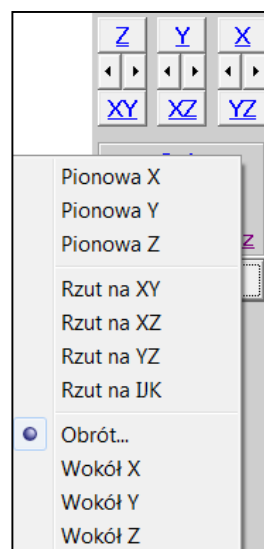 Z Y X
XY XZ YZ
Pionowa X
Pionowa Y
Pionowa Z
Z
Rzut na XY
Rzut na XZ
Rzut na YZ
Rzut na IJK
Obrót...
Wokół X
Wokół Y
Wokół Z